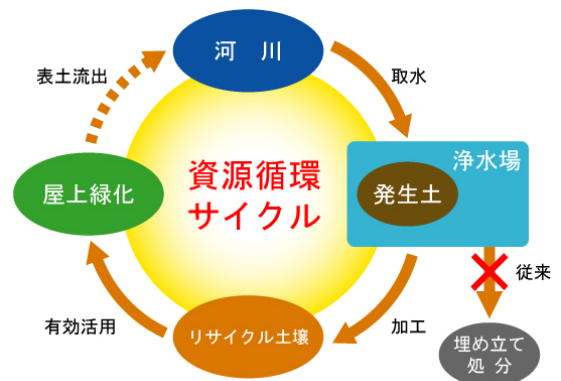 河 川
表土流出
取水
浄水場
屋上緑化
資源循環
サイクル
発生土
従来
有効活用
リサイクル土壌
加工
埋め立て
処 分